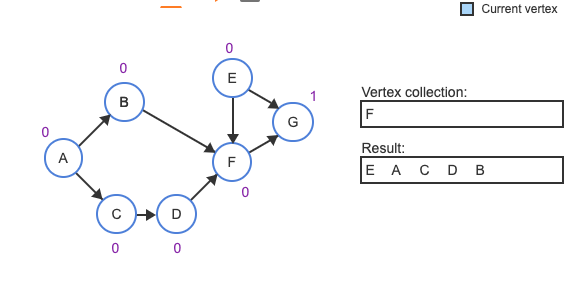 Current vertex
0
0
B
E
1
0
A
G
F
Vertex collection:
F
Result:
E A C D B
0
C
D
0
0